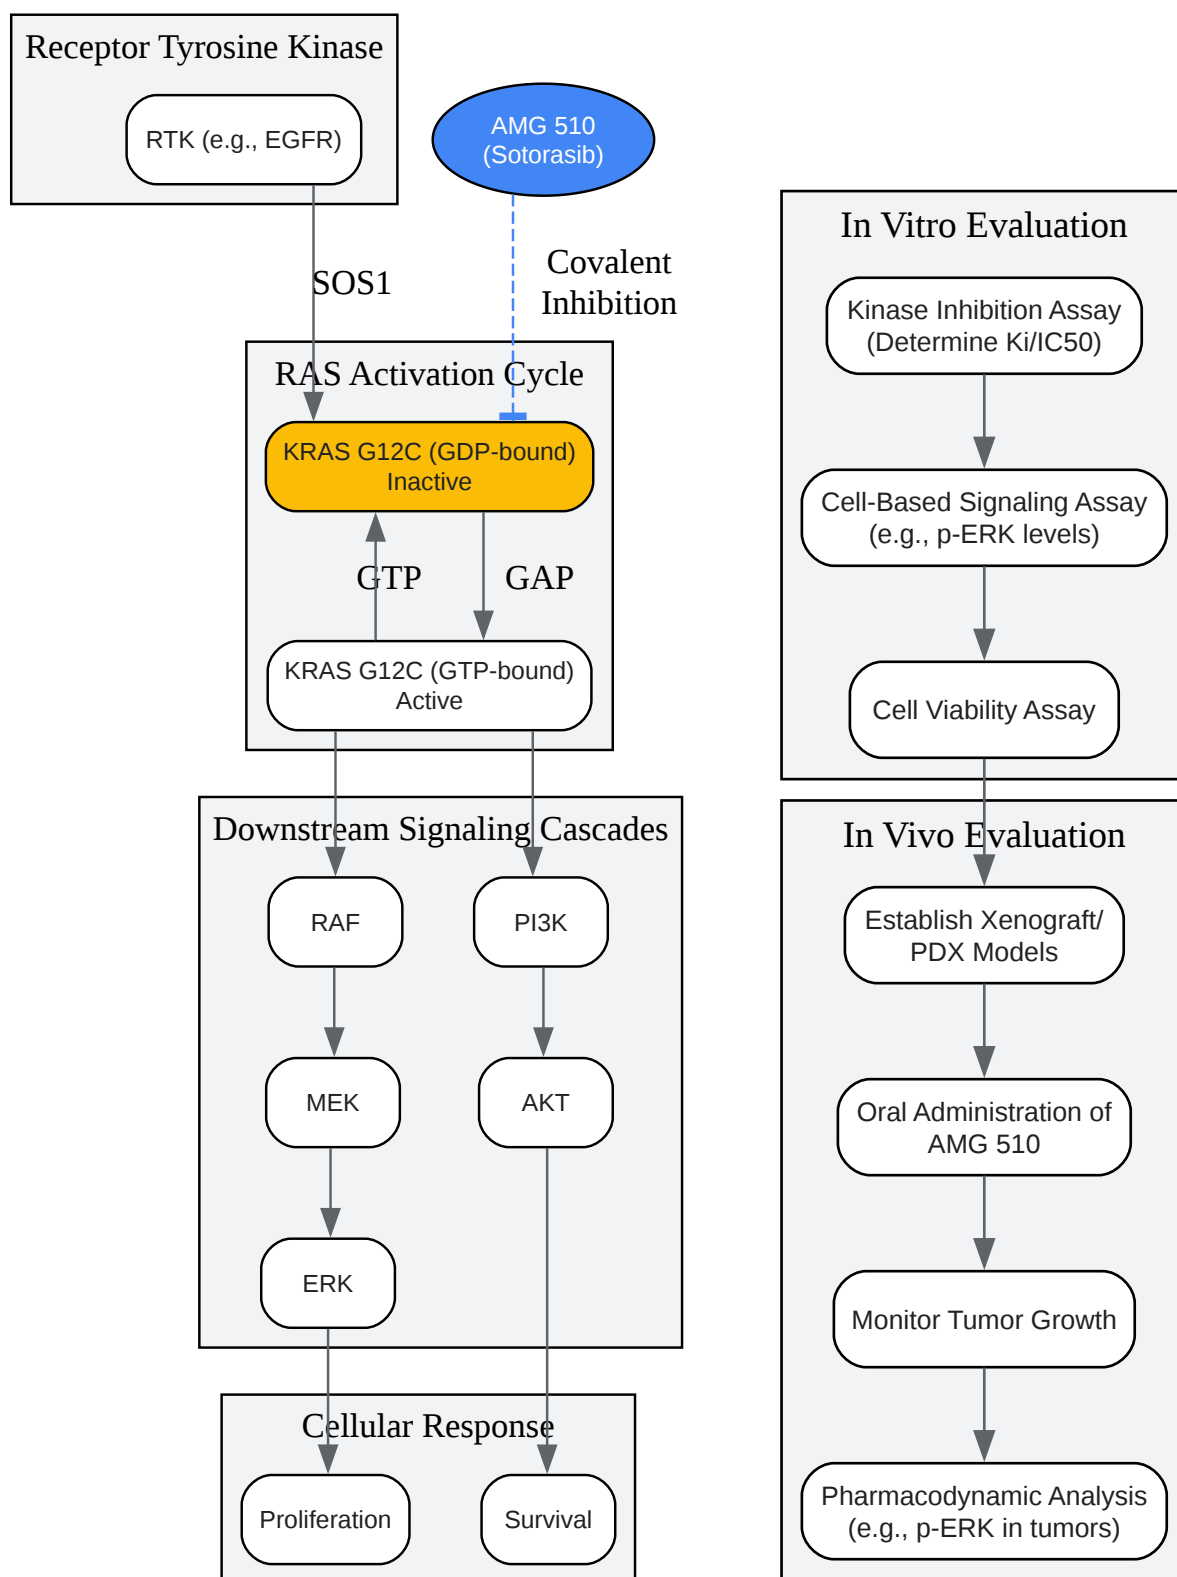 Receptor Tyrosine Kinase
RTK (e.g., EGFR)
AMG 510
(Sotorasib)
SOS1
Covalent
Inhibition
RAS Activation Cycle
KRAS G12C (GDP-bound)
Inactive
GTP
GAP
KRAS G12C (GTP-bound)
Active
Downstream Signaling Cascades
RAF
PI3K
MEK
AKT
ERK
Cellular Response
Proliferation
Survival
In Vitro Evaluation
Kinase Inhibition Assay
(Determine Ki/IC50)
Cell-Based Signaling Assay
(e.g., p-ERK levels)
Cell Viability Assay
In Vivo Evaluation
Establish Xenograft/
PDX Models
Oral Administration of
AMG 510
Monitor Tumor Growth
Pharmacodynamic Analysis
(e.g., p-ERK in tumors)